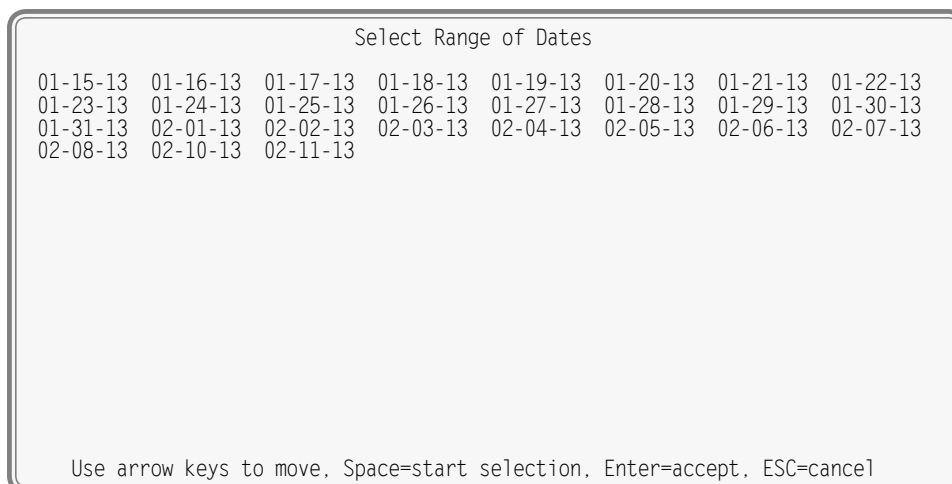 Select Range of Dates
01-15-13 01-16-13 01-17-13 01-18-13 01-19-13 01-20-13 01-21-13 01-22-13
01-23-13 01-24-13 01-25-13 01-26-13 01-27-13 01-28-13 01-29-13 01-30-13
01-31-13 02-01-13 02-02-13 02-03-13 02-04-13 02-05-13 02-06-13 02-07-13
02-08-13 02-10-13 02-11-13
Use arrow keys to move, Space=start selection, Enter=accept, ESC=cancel